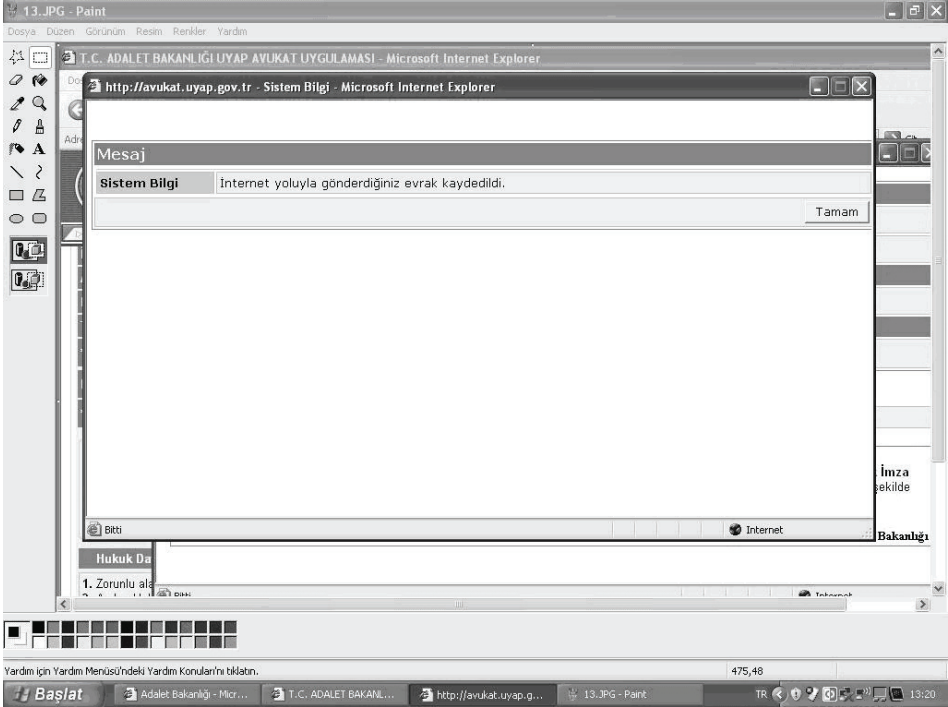 13.JPG - Paint
Dosya Düzen Görünüm Resim Renkler Yardım
T.C. ADALET BAKANLIĞI UYAP AVUKAT UYGULAMASI - Microsoft Internet Explorer
http://avukat.uyap.gov.tr - Sistem Bilgi - Microsoft Internet Explorer
Mesaj
Sistem Bilgi İnternet yoluyla gönderdiğiniz evrak kaydedildi.
Tamam
İmza
şekilde
Bitti Internet
Bakanlığı
Hukuk Da
1. Zorunlu ala
Bitti Internet
Yardım için Yardım Menüsü'ndeki Yardım Konuları'nı tıklatın. 475,48
Başlat Adalet Bakanlığı - Micr... T.C. ADALET BAKANL... http://avukat.uyap.g... 13.JPG - Paint TR 13:20